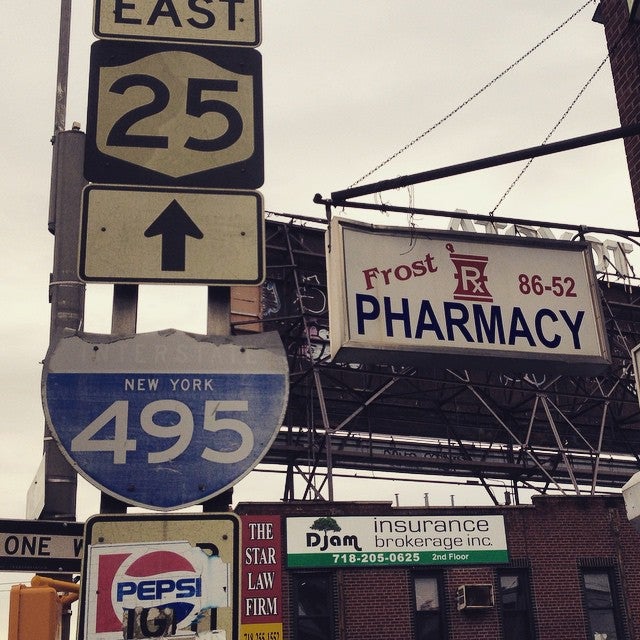 EAST
25
NEW YORK
495
ONE
PEPSI
Frost Rx 86-52
PHARMACY
THE
STAR
LAW
FIRM
Djam insurance
brokerage inc.
718-205-0625 2nd Floor